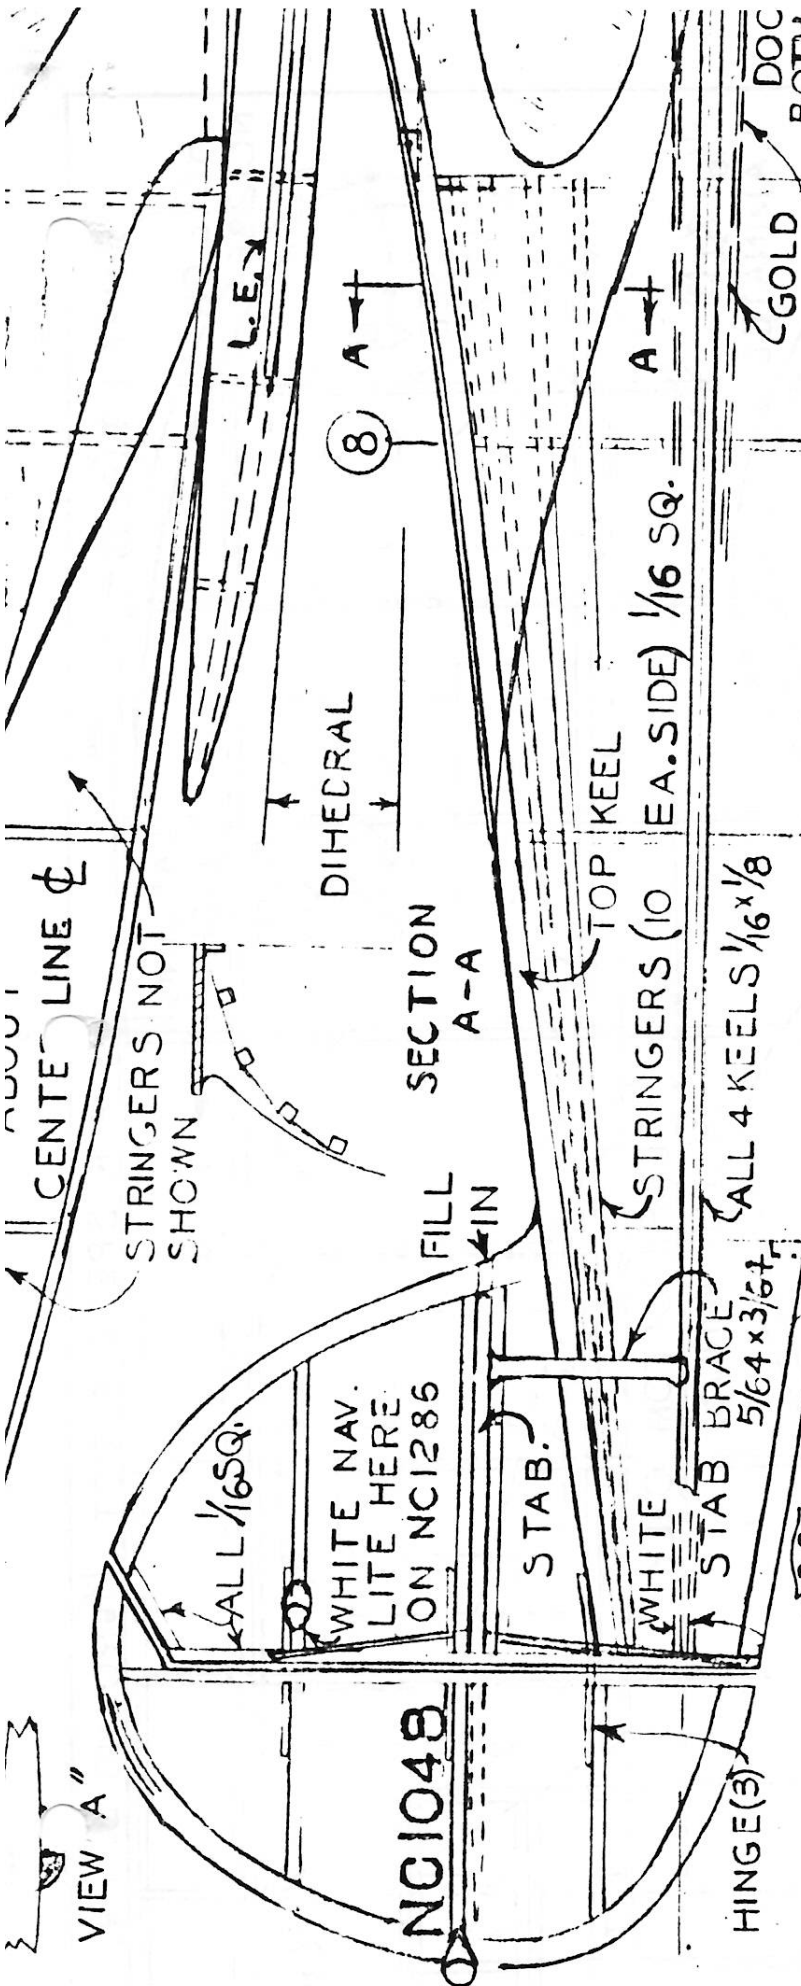 CENTE LINE ℄
STRINGERS NOT
SHOWN
L.E.
A
A
8
DIHEDRAL
SECTION
A-A
TOP KEEL
STRINGERS (10 EA. SIDE) 1/16 SQ.
ALL 4 KEELS 1/16 x 1/8
GOLD
DOC
FILL
IN
STAB BRACE
5/64 x 3/64
STAB.
ALL 1/16 SQ.
WHITE NAV.
LITE HERE
ON NC1286
WHITE
NC1048
HINGE (3)
VIEW "A"